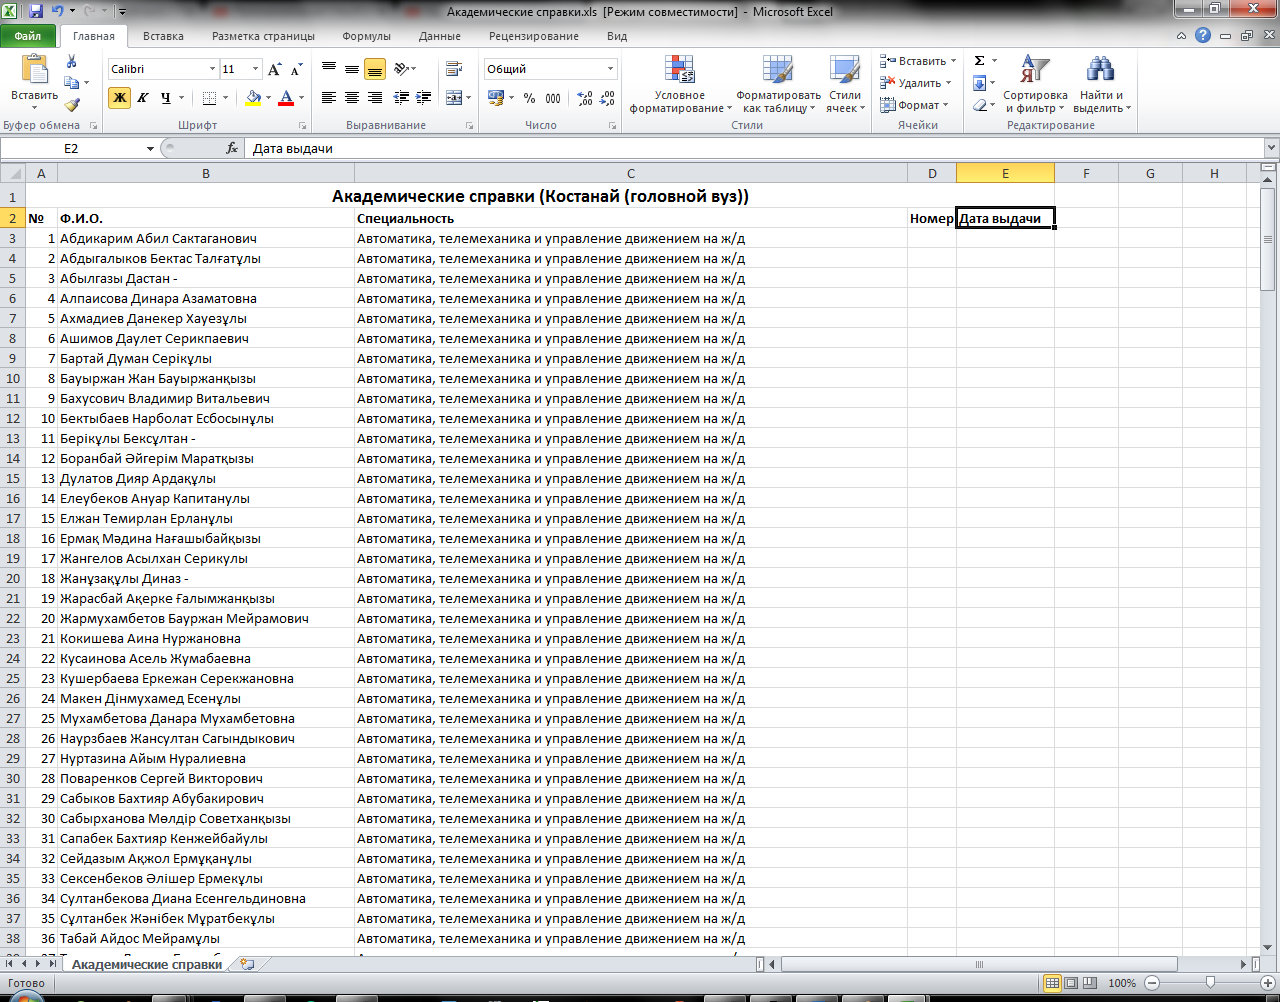 Академические справки.xls [Режим совместимости] - Microsoft Excel
Файл Главная Вставка Разметка страницы Формулы Данные Рецензирование Вид
Вставить
Буфер обмена
Calibri 11
Ж К Ч
Шрифт
Выравнивание
Общий
% 000
Число
Условное форматирование
Форматировать как таблицу
Стили ячеек
Стили
Вставить
Удалить
Формат
Ячейки
Сортировка и фильтр
Найти и выделить
Редактирование
E2 fx Дата выдачи
A B C D E F G H
1 Академические справки (Костанай (головной вуз))
2 № Ф.И.О. Специальность Номер Дата выдачи
3 1 Абдикарим Абил Сактаганович Автоматика, телемеханика и управление движением на ж/д
4 2 Абдыгалыков Бектас Талғатұлы Автоматика, телемеханика и управление движением на ж/д
5 3 Абылгазы Дастан - Автоматика, телемеханика и управление движением на ж/д
6 4 Алпаисова Динара Азаматовна Автоматика, телемеханика и управление движением на ж/д
7 5 Ахмадиев Данекер Хауезұлы Автоматика, телемеханика и управление движением на ж/д
8 6 Ашимов Даулет Серикпаевич Автоматика, телемеханика и управление движением на ж/д
9 7 Бартай Думан Серікұлы Автоматика, телемеханика и управление движением на ж/д
10 8 Бауыржан Жан Бауыржанқызы Автоматика, телемеханика и управление движением на ж/д
11 9 Бахусович Владимир Витальевич Автоматика, телемеханика и управление движением на ж/д
12 10 Бектыбаев Нарболат Есбосынұлы Автоматика, телемеханика и управление движением на ж/д
13 11 Берікұлы Бексұлтан - Автоматика, телемеханика и управление движением на ж/д
14 12 Боранбай Әйгерім Маратқызы Автоматика, телемеханика и управление движением на ж/д
15 13 Дулатов Дияр Ардақұлы Автоматика, телемеханика и управление движением на ж/д
16 14 Елеубеков Ануар Капитанулы Автоматика, телемеханика и управление движением на ж/д
17 15 Елжан Темирлан Ерланұлы Автоматика, телемеханика и управление движением на ж/д
18 16 Ермақ Мәдина Нағашыбайқызы Автоматика, телемеханика и управление движением на ж/д
19 17 Жангелов Асылхан Серикулы Автоматика, телемеханика и управление движением на ж/д
20 18 Жанұзақұлы Диназ - Автоматика, телемеханика и управление движением на ж/д
21 19 Жарасбай Ақерке Ғалымжанқызы Автоматика, телемеханика и управление движением на ж/д
22 20 Жармухамбетов Бауржан Мейрамович Автоматика, телемеханика и управление движением на ж/д
23 21 Кокишева Аина Нуржановна Автоматика, телемеханика и управление движением на ж/д
24 22 Кусаинова Асель Жумабаевна Автоматика, телемеханика и управление движением на ж/д
25 23 Кушербаева Еркежан Серекжановна Автоматика, телемеханика и управление движением на ж/д
26 24 Макен Дінмухамед Есенұлы Автоматика, телемеханика и управление движением на ж/д
27 25 Мухамбетова Данара Мухамбетовна Автоматика, телемеханика и управление движением на ж/д
28 26 Наурзбаев Жансултан Сагындыкович Автоматика, телемеханика и управление движением на ж/д
29 27 Нуртазина Айым Нуралиевна Автоматика, телемеханика и управление движением на ж/д
30 28 Поваренков Сергей Викторович Автоматика, телемеханика и управление движением на ж/д
31 29 Сабыков Бахтияр Абубакирович Автоматика, телемеханика и управление движением на ж/д
32 30 Сабырханова Мөлдір Советханқызы Автоматика, телемеханика и управление движением на ж/д
33 31 Сапабек Бахтияр Кенжейбайулы Автоматика, телемеханика и управление движением на ж/д
34 32 Сейдазым Ақжол Ермұқанұлы Автоматика, телемеханика и управление движением на ж/д
35 33 Сексенбеков Әлішер Ермекұлы Автоматика, телемеханика и управление движением на ж/д
36 34 Султанбекова Диана Есенгельдиновна Автоматика, телемеханика и управление движением на ж/д
37 35 Сұлтанбек Жәнібек Мұратбекұлы Автоматика, телемеханика и управление движением на ж/д
38 36 Табай Айдос Мейрамұлы Автоматика, телемеханика и управление движением на ж/д
Академические справки
Готово 100%